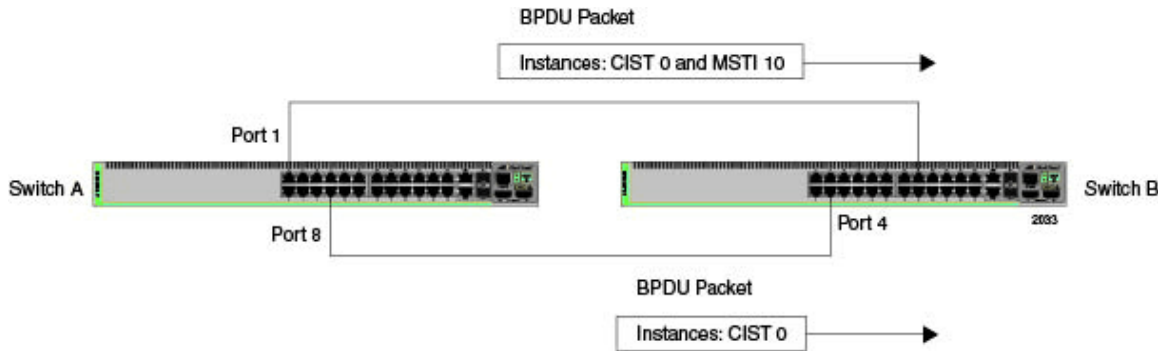 BPDU Packet
Instances: CIST 0 and MSTI 10
Port 1
Switch A
Switch B
Port 8
Port 4
2033
BPDU Packet
Instances: CIST 0